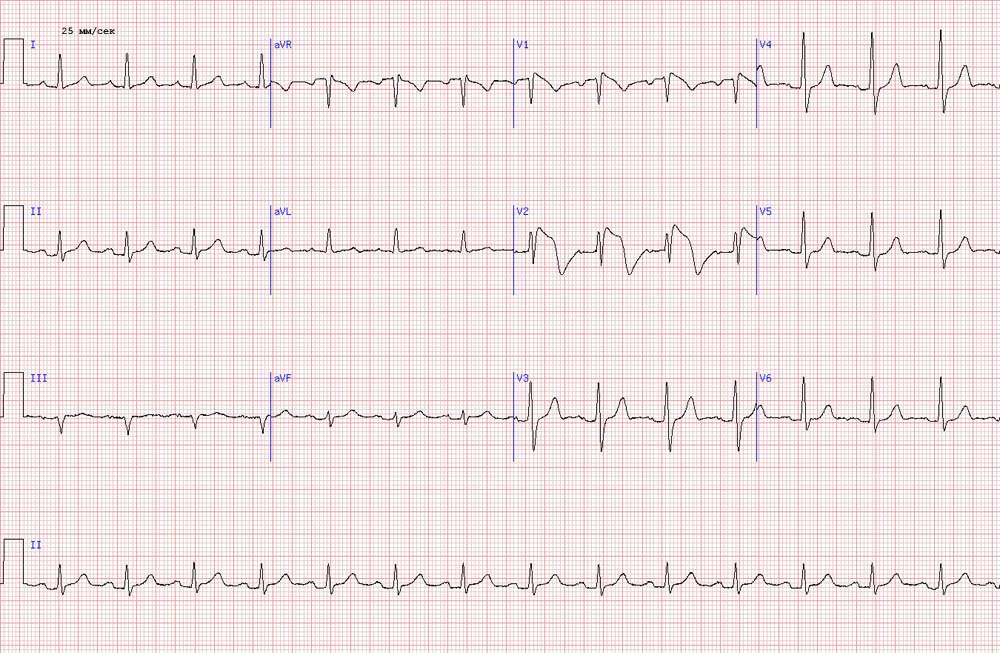 25 мм/сек
I aVR V1 V4
II aVL V2 V5
III aVF V3 V6
II